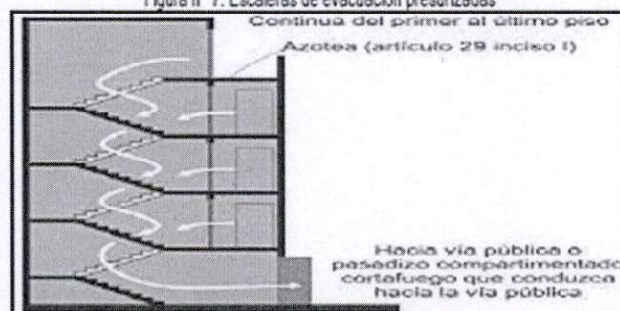 Figura n° 7. Escaleras de evacuación presurizadas
Continua del primer al último piso
Azotea (artículo 29 inciso l)
Hacia vía pública o
pasadizo compartimentado
cortafuego que conduzca
hacia la vía pública.